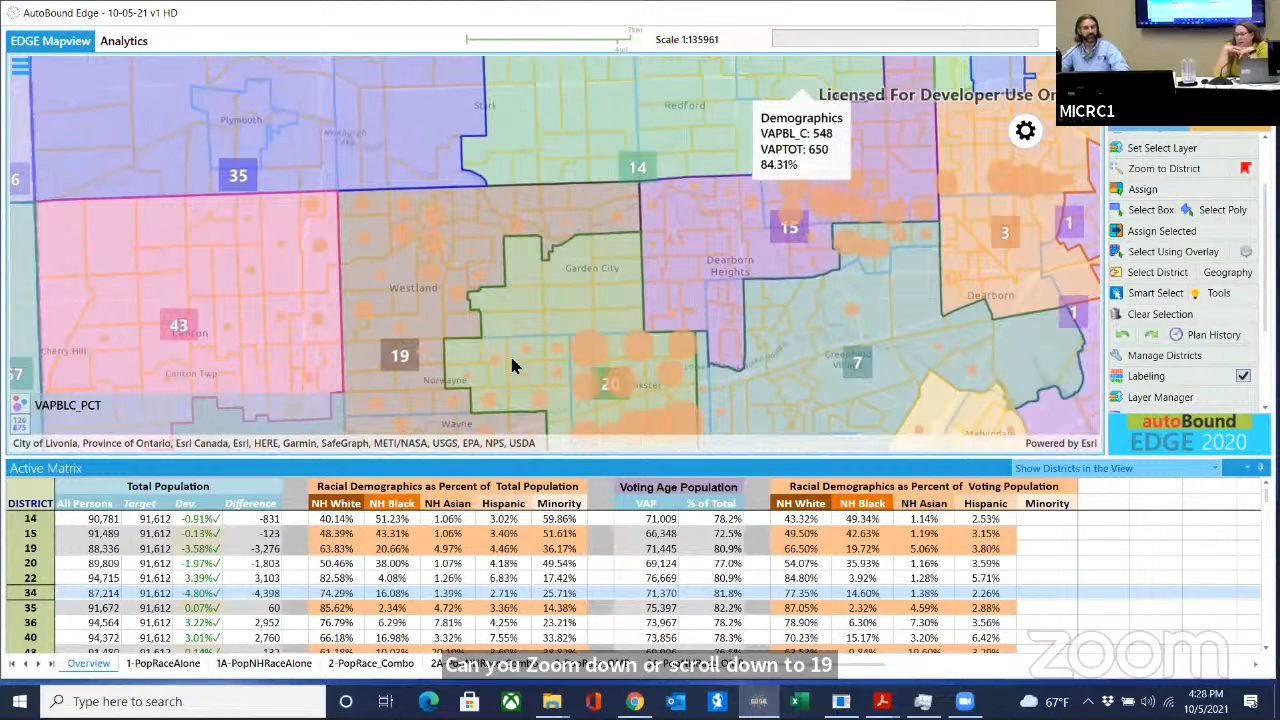 AutoBound Edge - 10-05-21 v1 HD
EDGE Mapview Analytics
Scale 1:135961
Licensed For Developer Use On
MICRC1
Demographics
VAPBL_C: 548
VAPTOT: 650
84.31%
Stark
Redford
Plymouth
35
14
6
15
3
1
Garden City
Dearborn
Heights
Westland
Dearborn
43
Canton
1
Cherry Hill
19
7
Greenfield
Village
Canton Twp
Norwayne
20
57
Wayne
Melvindale
VAPBLC_PCT
City of Livonia, Province of Ontario, Esri Canada, Esri, HERE, Garmin, SafeGraph, METI/NASA, USGS, EPA, NPS, USDA
Powered by Esri
Set Select Layer
Zoom to District
Assign
Select Box Select Poly
Assign Selected
Select Using Overlay
Select District Geography
Smart Select Tools
Clear Selection
Plan History
Manage Districts
Labeling
Layer Manager
autoBound
EDGE 2020
Active Matrix
Show Districts in the View
Total Population Racial Demographics as Percent of Total Population Voting Age Population Racial Demographics as Percent of Voting Population
DISTRICT All Persons Target Dev. Difference NH White NH Black NH Asian Hispanic Minority VAP % of Total NH White NH Black NH Asian Hispanic Minority
14 90,781 91,612 -0.91%✓ -831 40.14% 51.23% 1.06% 3.02% 59.86% 71,009 78.2% 43.32% 49.34% 1.14% 2.53%
15 91,489 91,612 -0.13%✓ -123 48.39% 43.31% 1.06% 3.40% 51.61% 66,348 72.5% 49.50% 42.63% 1.19% 3.15%
19 88,336 91,612 -3.58%✓ -3,276 63.83% 20.66% 4.97% 4.46% 36.17% 71,445 80.9% 66.50% 19.72% 5.06% 3.80%
20 89,809 91,612 -1.97%✓ -1,803 50.46% 38.00% 1.07% 4.18% 49.54% 69,124 77.0% 54.07% 35.93% 1.16% 3.59%
22 94,715 91,612 3.39%✓ 3,103 82.58% 4.08% 1.26% 6.83% 17.42% 76,669 80.9% 84.80% 3.92% 1.28% 5.71%
34 87,214 91,612 -4.80%✓ -4,398 74.29% 16.08% 1.39% 2.71% 25.71% 71,370 81.8% 77.35% 14.60% 1.38% 2.26%
35 91,672 91,612 0.07%✓ 60 85.62% 2.34% 4.72% 3.36% 14.38% 75,397 82.2% 87.05% 2.32% 4.59% 2.88%
36 94,564 91,612 3.22%✓ 2,952 76.79% 6.29% 7.81% 4.25% 23.21% 73,967 78.2% 78.90% 6.30% 7.30% 3.56%
40 94,372 91,612 3.01%✓ 2,760 66.18% 16.98% 3.32% 7.55% 33.82% 73,856 78.3% 70.23% 15.17% 3.20% 6.42%
Overview 1-PopRaceAlone 1A-PopNHRaceAlone 2-PopRace_Combo
Can you Zoom down or scroll down to 19
zoom
Type here to search
67°F
4:28 PM
10/5/2021